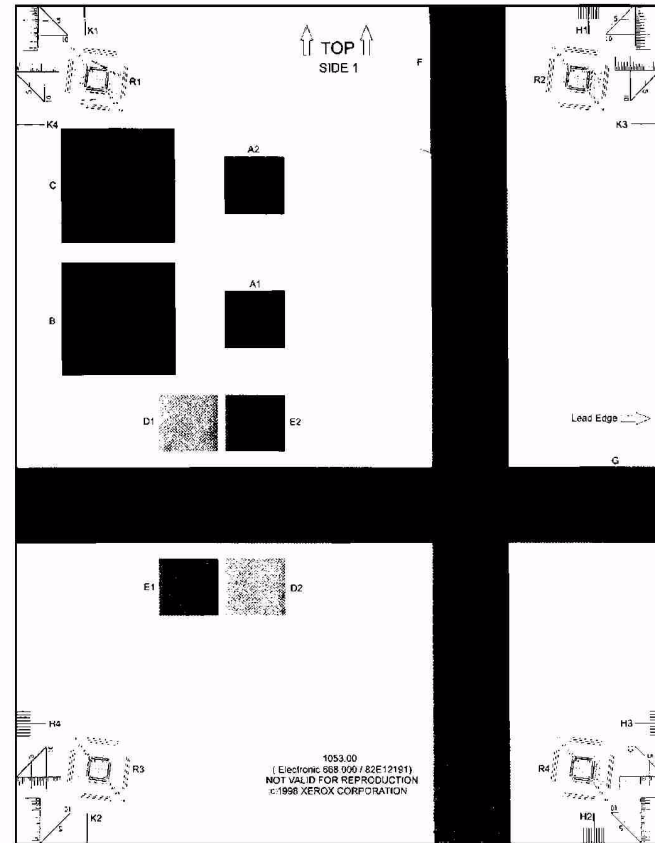 K1
TOP
SIDE 1
F
H1
R1
R2
K4
K3
A2
C
A1
B
D1
E2
Lead Edge
G
E1
D2
H4
H3
R3
R4
1053.00
( Electronic 668 000 / 82E12191)
NOT VALID FOR REPRODUCTION
©1998 XEROX CORPORATION
K2
H2